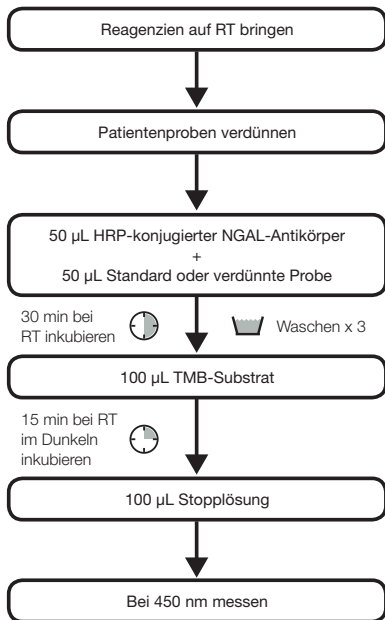 Reagenzien auf RT bringen
Patientenproben verdünnen
50 µL HRP-konjugierter NGAL-Antikörper
+
50 µL Standard oder verdünnte Probe
30 min bei
RT inkubieren
Waschen x 3
100 µL TMB-Substrat
15 min bei RT
im Dunkeln
inkubieren
100 µL Stopplösung
Bei 450 nm messen